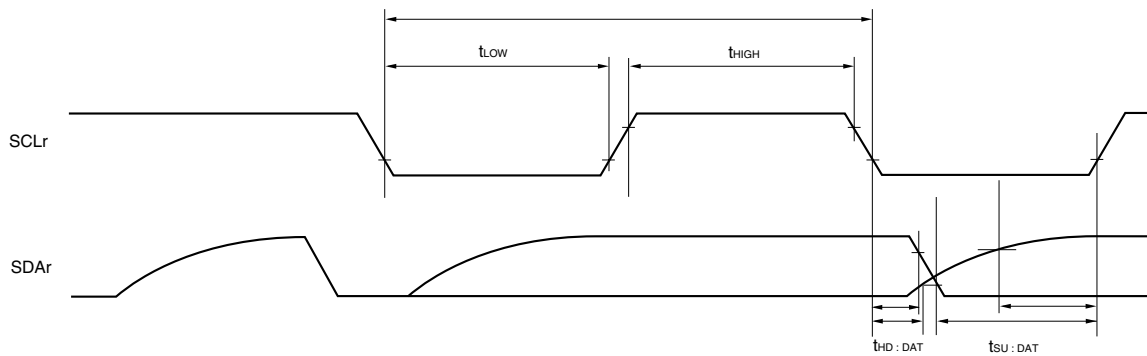 tLOW
tHIGH
SCLr
SDAr
tHD : DAT
tSU : DAT